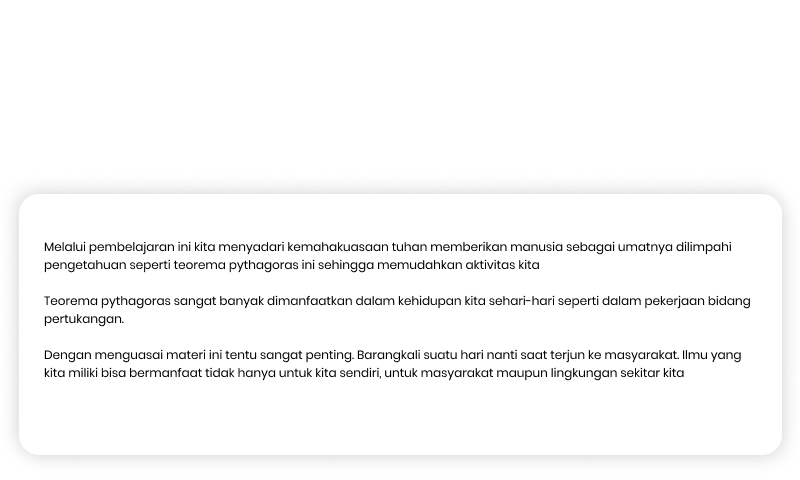 Melalui pembelajaran ini kita menyadari kemahakuasaan tuhan memberikan manusia sebagai umatnya dilimpahi
pengetahuan seperti teorema pythagoras ini sehingga memudahkan aktivitas kita
Teorema pythagoras sangat banyak dimanfaatkan dalam kehidupan kita sehari-hari seperti dalam pekerjaan bidang
pertukangan.
Dengan menguasai materi ini tentu sangat penting. Barangkali suatu hari nanti saat terjun ke masyarakat. Ilmu yang
kita miliki bisa bermanfaat tidak hanya untuk kita sendiri, untuk masyarakat maupun lingkungan sekitar kita